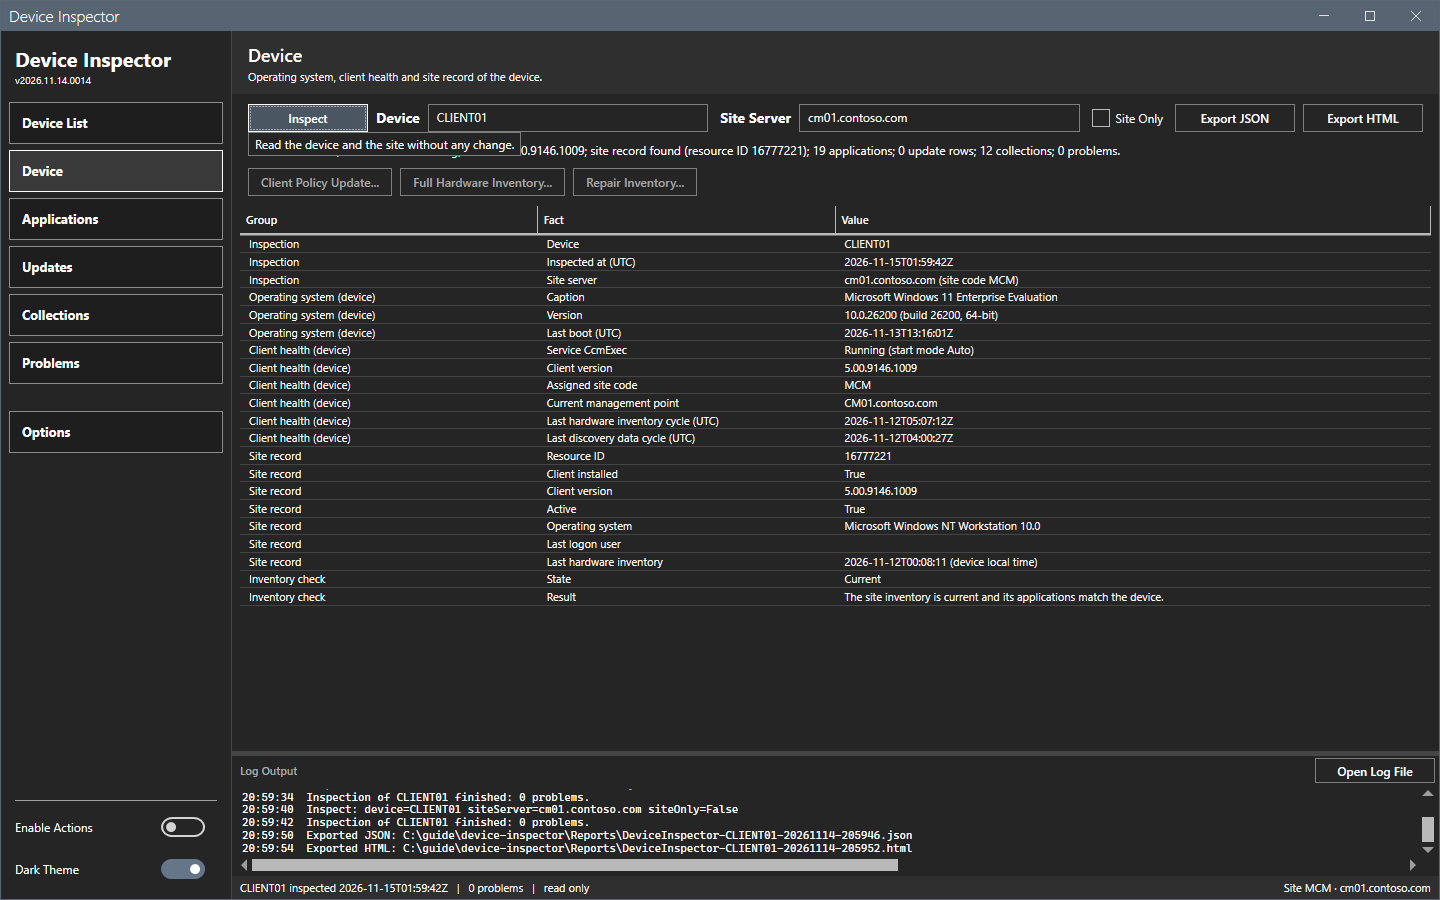 Device Inspector
Device Inspector
v2026.11.14.0014
Device List
Device
Applications
Updates
Collections
Problems
Options
Enable Actions
Dark Theme
Device
Operating system, client health and site record of the device.
Inspect Device CLIENT01 Site Server cm01.contoso.com Site Only Export JSON Export HTML
Read the device and the site without any change.
0.9146.1009; site record found (resource ID 16777221); 19 applications; 0 update rows; 12 collections; 0 problems.
Client Policy Update... Full Hardware Inventory... Repair Inventory...
Group Fact Value
Inspection Device CLIENT01
Inspection Inspected at (UTC) 2026-11-15T01:59:42Z
Inspection Site server cm01.contoso.com (site code MCM)
Operating system (device) Caption Microsoft Windows 11 Enterprise Evaluation
Operating system (device) Version 10.0.26200 (build 26200, 64-bit)
Operating system (device) Last boot (UTC) 2026-11-13T13:16:01Z
Client health (device) Service CcmExec Running (start mode Auto)
Client health (device) Client version 5.00.9146.1009
Client health (device) Assigned site code MCM
Client health (device) Current management point CM01.contoso.com
Client health (device) Last hardware inventory cycle (UTC) 2026-11-12T05:07:12Z
Client health (device) Last discovery data cycle (UTC) 2026-11-12T04:00:27Z
Site record Resource ID 16777221
Site record Client installed True
Site record Client version 5.00.9146.1009
Site record Active True
Site record Operating system Microsoft Windows NT Workstation 10.0
Site record Last logon user
Site record Last hardware inventory 2026-11-12T00:08:11 (device local time)
Inventory check State Current
Inventory check Result The site inventory is current and its applications match the device.
Log Output Open Log File
20:59:34 Inspection of CLIENT01 finished: 0 problems.
20:59:40 Inspect: device=CLIENT01 siteServer=cm01.contoso.com siteOnly=False
20:59:42 Inspection of CLIENT01 finished: 0 problems.
20:59:50 Exported JSON: C:\guide\device-inspector\Reports\DeviceInspector-CLIENT01-20261114-205946.json
20:59:54 Exported HTML: C:\guide\device-inspector\Reports\DeviceInspector-CLIENT01-20261114-205952.html
CLIENT01 inspected 2026-11-15T01:59:42Z | 0 problems | read only Site MCM · cm01.contoso.com